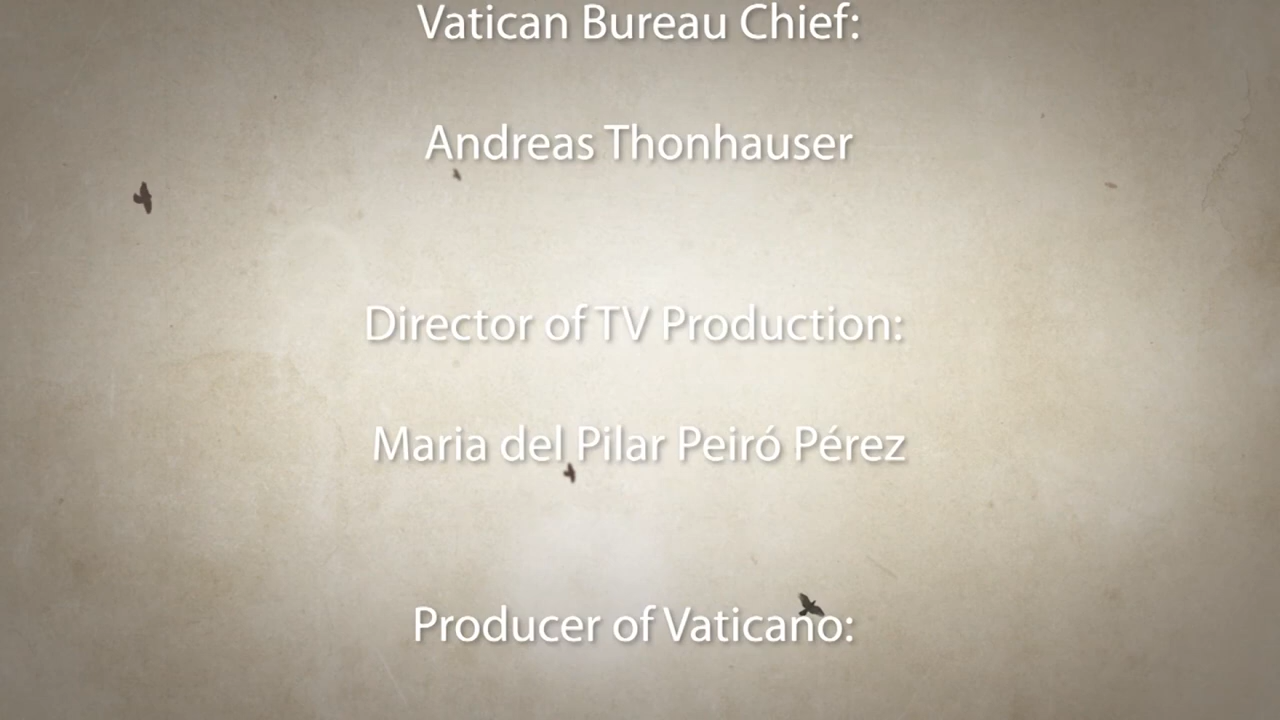 Vatican Bureau Chief:
Andreas Thonhauser
Director of TV Production:
Maria del Pilar Peiró Pérez
Producer of Vaticano: